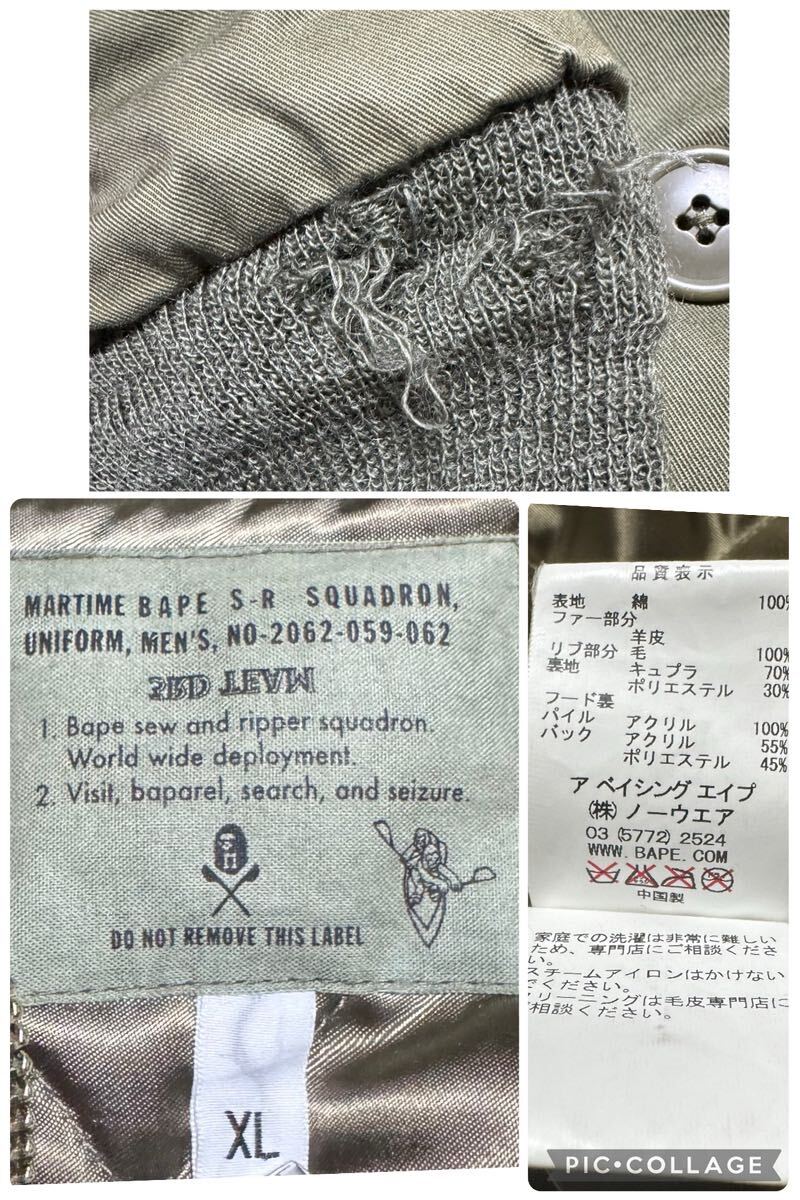 MARTIME BAPE S-R SQUADRON,
UNIFORM, MEN'S, NO-2062-059-062
1. Bape sew and ripper squadron.
World wide deployment.
2. Visit, baparel, search, and seizure.
DO NOT REMOVE THIS LABEL
XL
品質表示
表地 綿 100%
ファー部分
羊皮
リブ部分 毛 100%
裏地 キュプラ 70%
ポリエステル 30%
フード裏
パイル アクリル 100%
バック アクリル 55%
ポリエステル 45%
ア ベイシング エイプ
(株) ノーウエア
03 (5772) 2524
WWW.BAPE.COM
中国製
家庭での洗濯は非常に難しい
ため、専門店にご相談くださ
い。
スチームアイロンはかけない
でください。
クリーニングは毛皮専門店に
ご相談ください。
PIC•COLLAGE